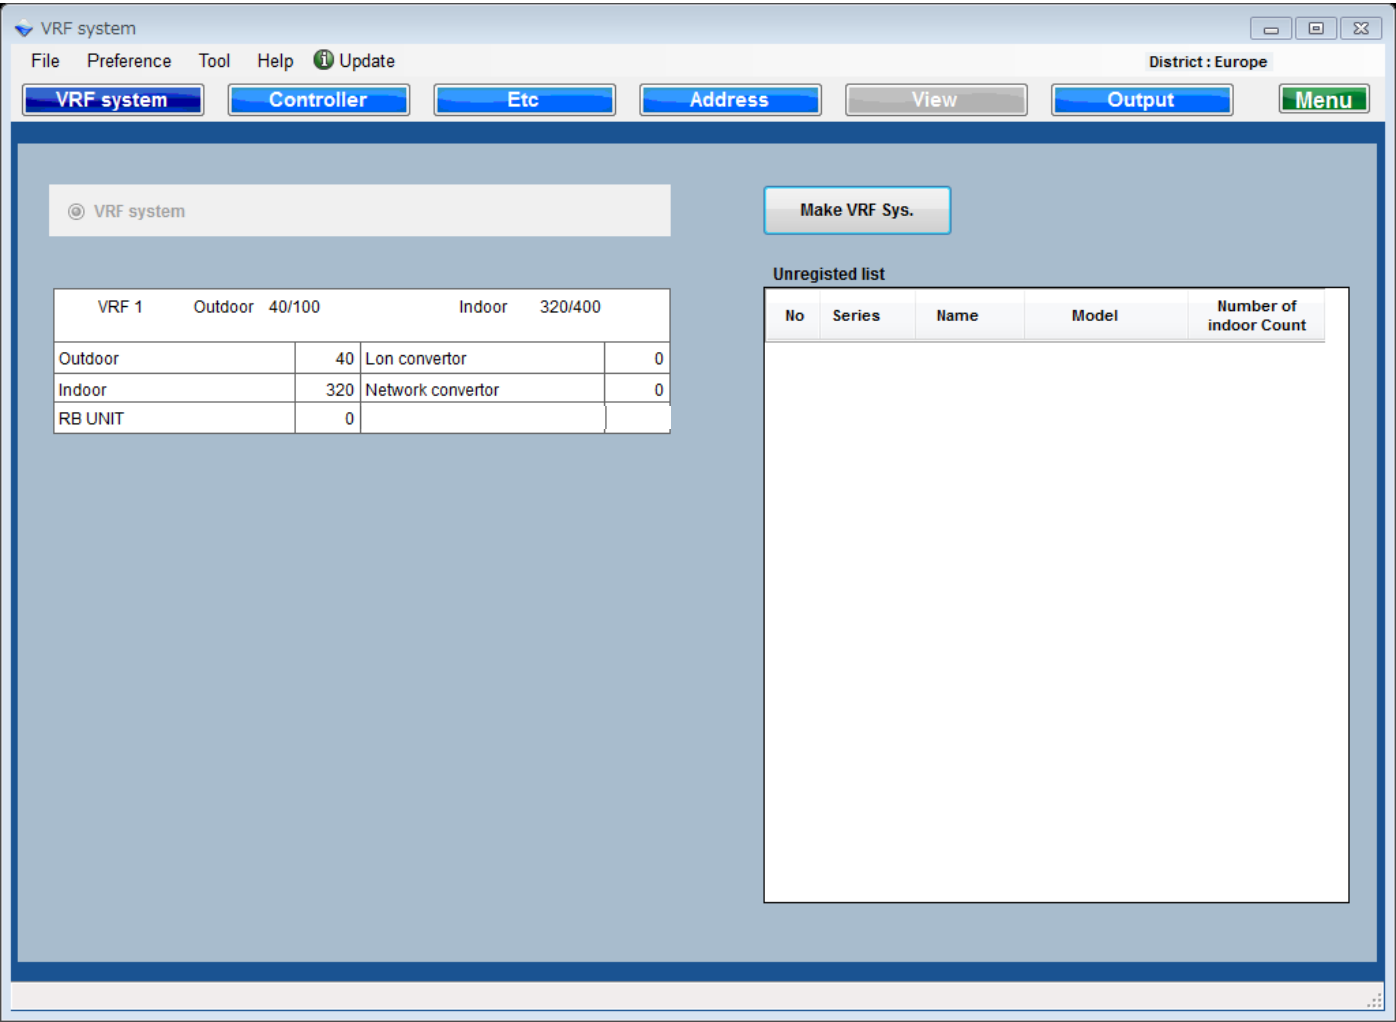 VRF system
File Preference Tool Help Update District : Europe
VRF system Controller Etc Address View Output Menu
VRF system
Make VRF Sys.
Unregisted list
VRF 1 Outdoor 40/100 Indoor 320/400
Outdoor 40 Lon convertor 0
Indoor 320 Network convertor 0
RB UNIT 0
No Series Name Model Number of
indoor Count